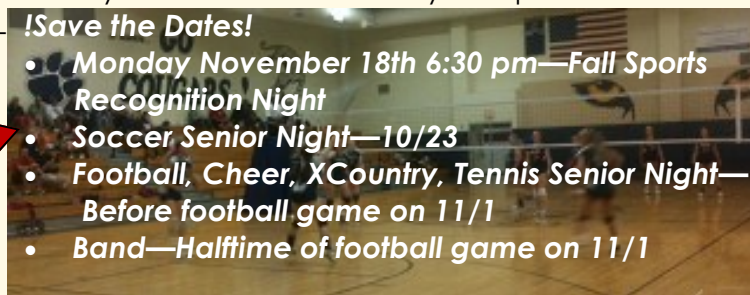 !Save the Dates!
• Monday November 18th 6:30 pm—Fall Sports
Recognition Night
• Soccer Senior Night—10/23
• Football, Cheer, XCountry, Tennis Senior Night—
Before football game on 11/1
• Band—Halftime of football game on 11/1